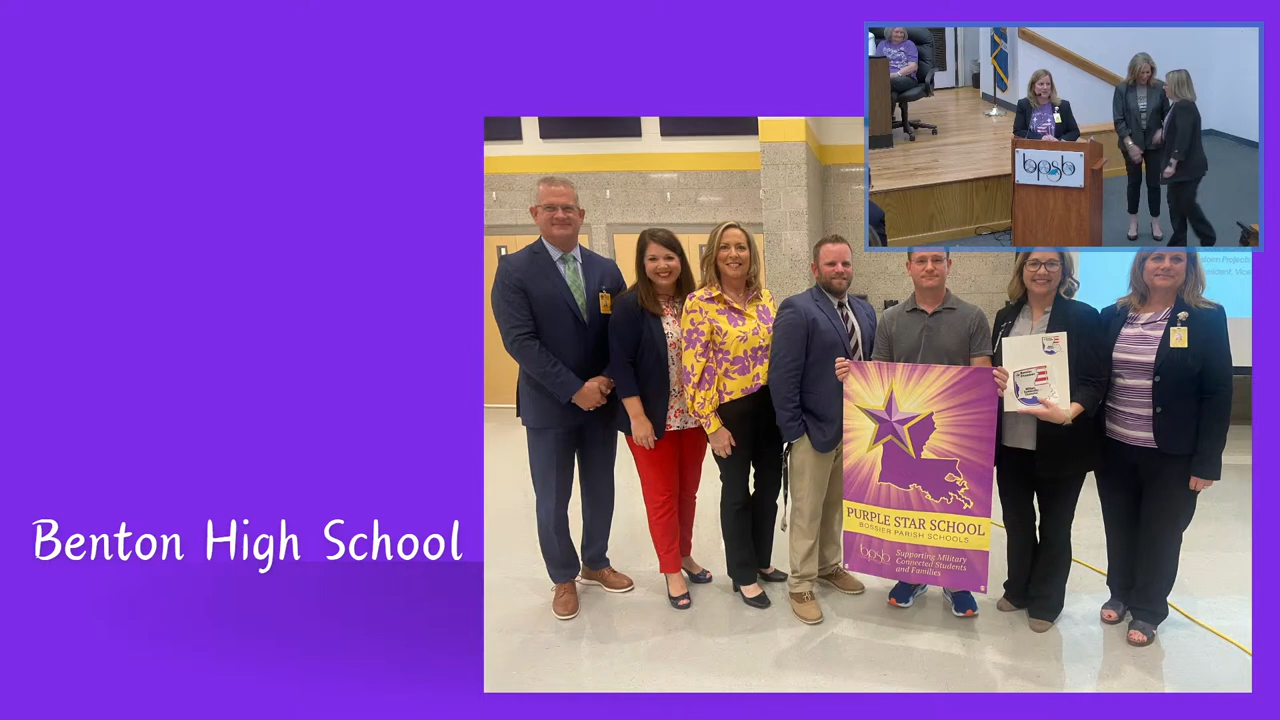 Benton High School
bpsb
PURPLE STAR SCHOOL
BOSSIER PARISH SCHOOLS
bpsb
Supporting Military
Connected Students
and Families